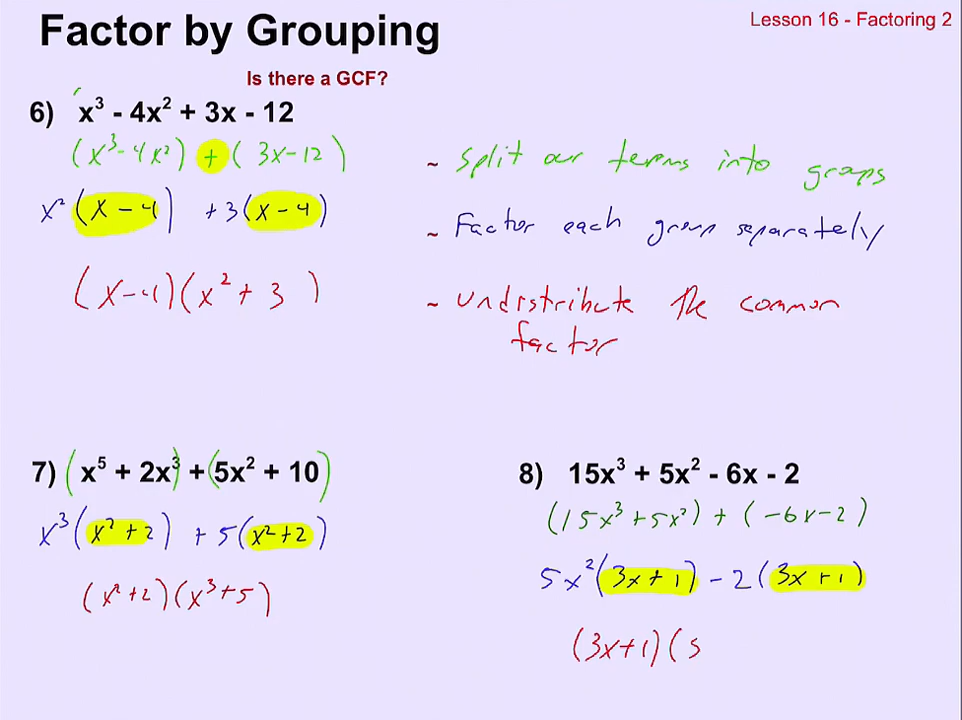 Factor by Grouping
Lesson 16 - Factoring 2
Is there a GCF?
6) x³ - 4x² + 3x - 12
(x³-4x²) + (3x-12)
~ split our terms into groups
x²(x-4) +3(x-4)
~ Factor each group separately
(x-4)(x²+3)
~ undistribute the common
factor
7) (x⁵ + 2x³) + (5x² + 10)
x³(x²+2) +5(x²+2)
(x²+2)(x³+5)
8) 15x³ + 5x² - 6x - 2
(15x³+5x²) + (-6x-2)
5x²(3x+1) -2(3x+1)
(3x+1)(5